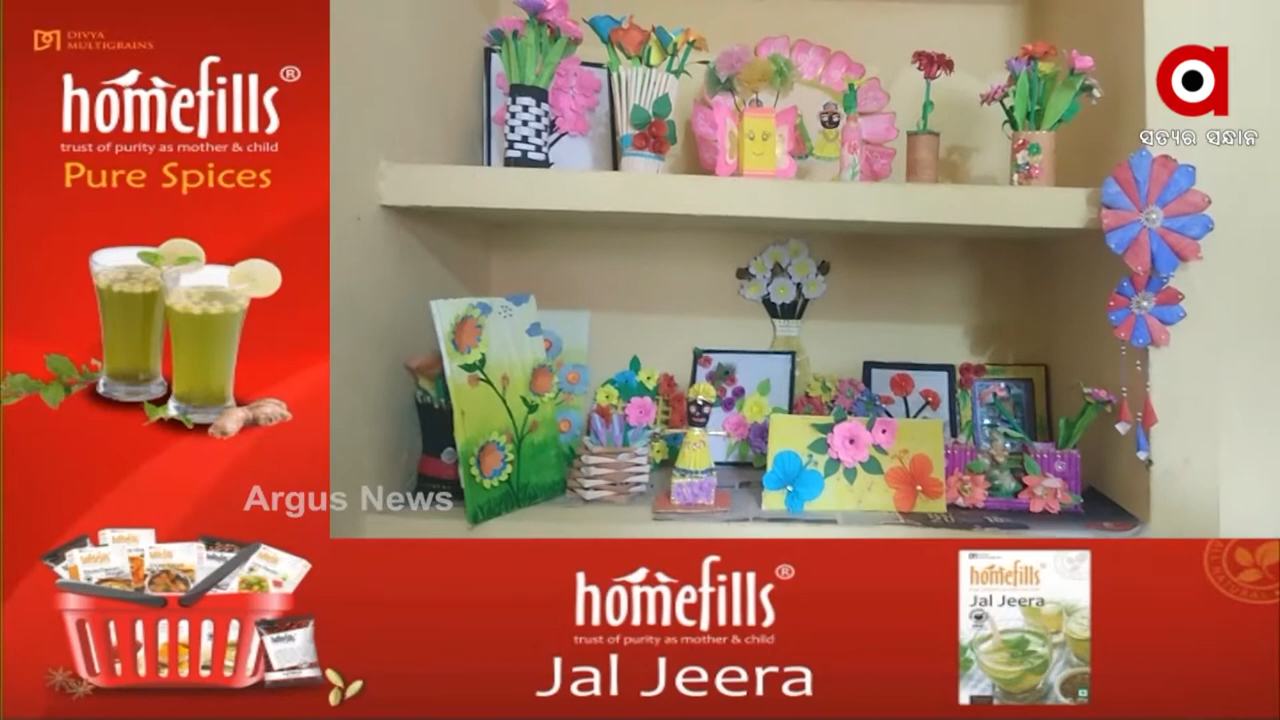 DIVYA
MULTIGRAINS
homefills®
trust of purity as mother & child
Pure Spices
ସତ୍ୟର ସନ୍ଧାନ
Argus News
homefills®
trust of purity as mother & child
Jal Jeera
homefills
Jal Jeera